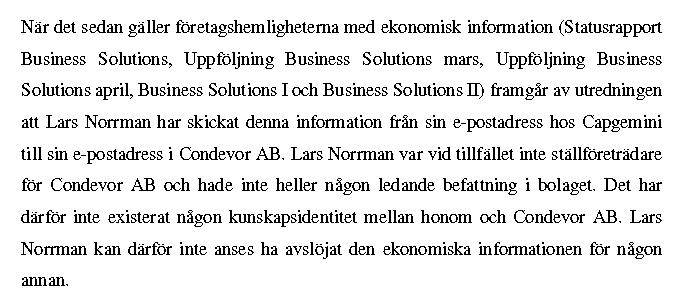 När det sedan gäller företagshemligheterna med ekonomisk information (Statusrapport
Business Solutions, Uppföljning Business Solutions mars, Uppföljning Business
Solutions april, Business Solutions I och Business Solutions II) framgår av utredningen
att Lars Norrman har skickat denna information från sin e-postadress hos Capgemini
till sin e-postadress i Condevor AB. Lars Norrman var vid tillfället inte ställföreträdare
för Condevor AB och hade inte heller någon ledande befattning i bolaget. Det har
därför inte existerat någon kunskapsidentitet mellan honom och Condevor AB. Lars
Norrman kan därför inte anses ha avslöjat den ekonomiska informationen för någon
annan.